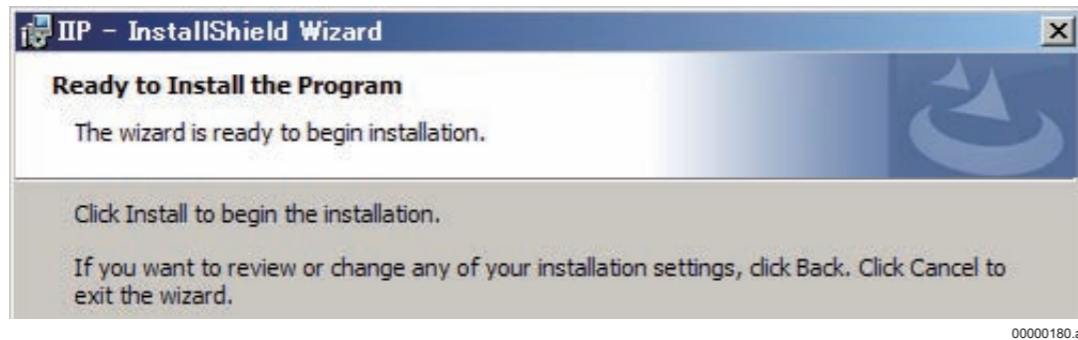 IIP - InstallShield Wizard
Ready to Install the Program
The wizard is ready to begin installation.
Click Install to begin the installation.
If you want to review or change any of your installation settings, click Back. Click Cancel to
exit the wizard.
00000180.a